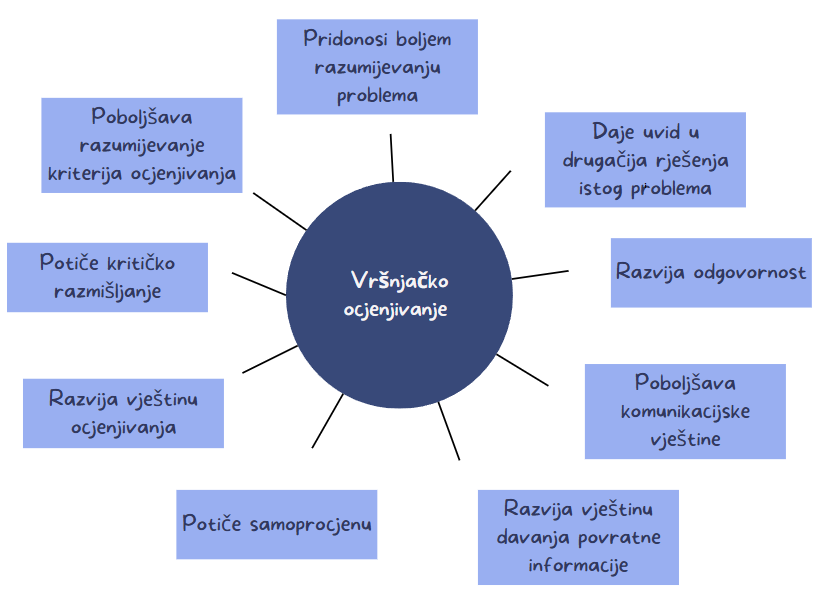 Pridonosi boljem
razumijevanju
problema
Poboljšava
razumijevanje
kriterija ocjenjivanja
Daje uvid u
drugačija rješenja
istog problema
Potiče kritičko
razmišljanje
Razvija odgovornost
Vršnjačko
ocjenjivanje
Razvija vještinu
ocjenjivanja
Poboljšava
komunikacijske
vještine
Potiče samoprocjenu
Razvija vještinu
davanja povratne
informacije